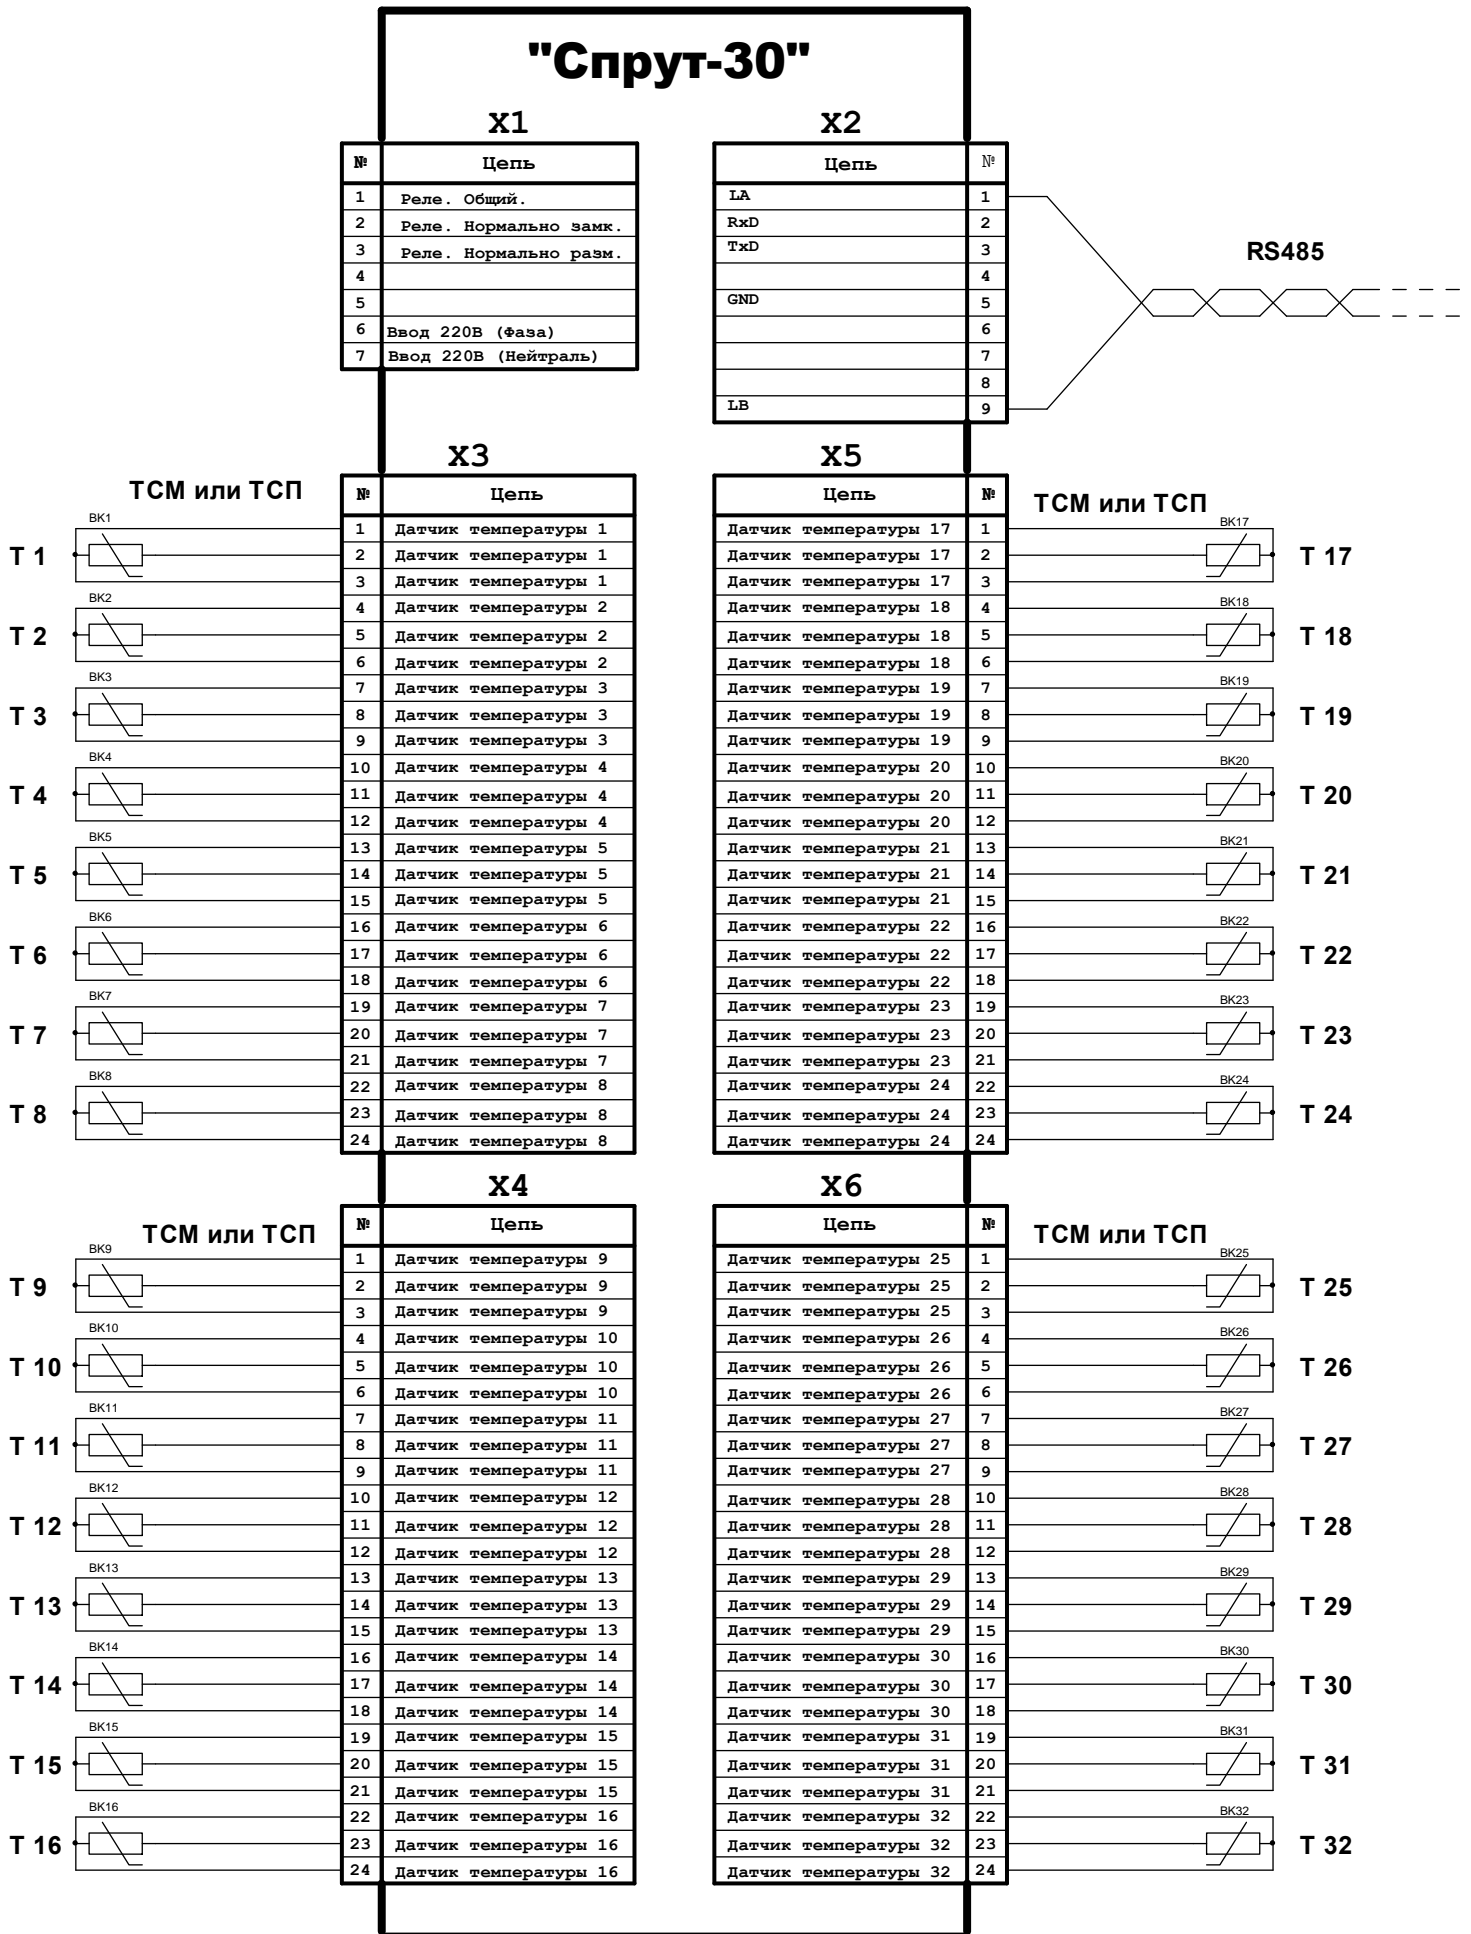 "Спрут-30"
X1
№ Цепь
1 Реле. Общий.
2 Реле. Нормально замк.
3 Реле. Нормально разм.
4
5
6 Ввод 220В (Фаза)
7 Ввод 220В (Нейтраль)
X2
Цепь №
LA 1
RxD 2
TxD 3
4
GND 5
6
7
8
LB 9
RS485
X3
ТСМ или ТСП
№ Цепь
BK1
1 Датчик температуры 1
T 1 2 Датчик температуры 1
3 Датчик температуры 1
BK2
4 Датчик температуры 2
T 2 5 Датчик температуры 2
6 Датчик температуры 2
BK3
7 Датчик температуры 3
T 3 8 Датчик температуры 3
9 Датчик температуры 3
BK4
10 Датчик температуры 4
T 4 11 Датчик температуры 4
12 Датчик температуры 4
BK5
13 Датчик температуры 5
T 5 14 Датчик температуры 5
15 Датчик температуры 5
BK6
16 Датчик температуры 6
T 6 17 Датчик температуры 6
18 Датчик температуры 6
BK7
19 Датчик температуры 7
T 7 20 Датчик температуры 7
21 Датчик температуры 7
BK8
22 Датчик температуры 8
T 8 23 Датчик температуры 8
24 Датчик температуры 8
X5
Цепь №
ТСМ или ТСП
BK17
Датчик температуры 17 1
Датчик температуры 17 2 T 17
Датчик температуры 17 3
BK18
Датчик температуры 18 4
Датчик температуры 18 5 T 18
Датчик температуры 18 6
BK19
Датчик температуры 19 7
Датчик температуры 19 8 T 19
Датчик температуры 19 9
BK20
Датчик температуры 20 10
Датчик температуры 20 11 T 20
Датчик температуры 20 12
BK21
Датчик температуры 21 13
Датчик температуры 21 14 T 21
Датчик температуры 21 15
BK22
Датчик температуры 22 16
Датчик температуры 22 17 T 22
Датчик температуры 22 18
BK23
Датчик температуры 23 19
Датчик температуры 23 20 T 23
Датчик температуры 23 21
BK24
Датчик температуры 24 22
Датчик температуры 24 23 T 24
Датчик температуры 24 24
X4
ТСМ или ТСП
№ Цепь
BK9
1 Датчик температуры 9
T 9 2 Датчик температуры 9
3 Датчик температуры 9
BK10
4 Датчик температуры 10
T 10 5 Датчик температуры 10
6 Датчик температуры 10
BK11
7 Датчик температуры 11
T 11 8 Датчик температуры 11
9 Датчик температуры 11
BK12
10 Датчик температуры 12
T 12 11 Датчик температуры 12
12 Датчик температуры 12
BK13
13 Датчик температуры 13
T 13 14 Датчик температуры 13
15 Датчик температуры 13
BK14
16 Датчик температуры 14
T 14 17 Датчик температуры 14
18 Датчик температуры 14
BK15
19 Датчик температуры 15
T 15 20 Датчик температуры 15
21 Датчик температуры 15
BK16
22 Датчик температуры 16
T 16 23 Датчик температуры 16
24 Датчик температуры 16
X6
Цепь №
ТСМ или ТСП
BK25
Датчик температуры 25 1
Датчик температуры 25 2 T 25
Датчик температуры 25 3
BK26
Датчик температуры 26 4
Датчик температуры 26 5 T 26
Датчик температуры 26 6
BK27
Датчик температуры 27 7
Датчик температуры 27 8 T 27
Датчик температуры 27 9
BK28
Датчик температуры 28 10
Датчик температуры 28 11 T 28
Датчик температуры 28 12
BK29
Датчик температуры 29 13
Датчик температуры 29 14 T 29
Датчик температуры 29 15
BK30
Датчик температуры 30 16
Датчик температуры 30 17 T 30
Датчик температуры 30 18
BK31
Датчик температуры 31 19
Датчик температуры 31 20 T 31
Датчик температуры 31 21
BK32
Датчик температуры 32 22
Датчик температуры 32 23 T 32
Датчик температуры 32 24